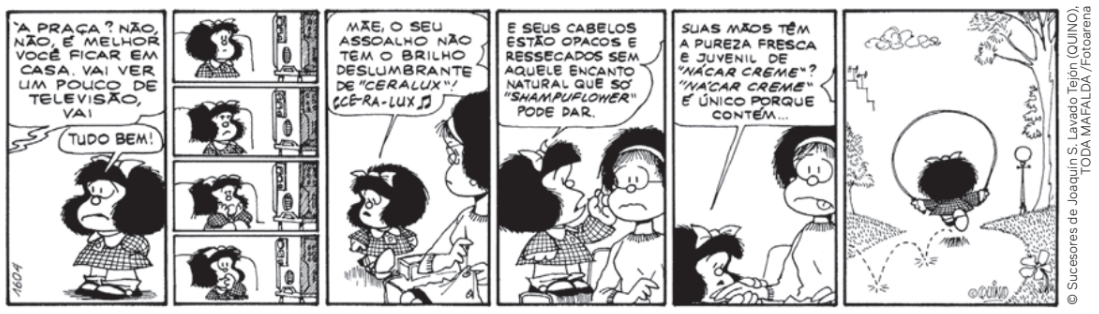 "A PRAÇA? NÃO,
NÃO, É MELHOR
VOCÊ FICAR EM
CASA. VAI VER
UM POUCO DE
TELEVISÃO,
VAI
TUDO BEM!
1604
MÃE, O SEU
ASSOALHO NÃO
TEM O BRILHO
DESLUMBRANTE
DE "CERALUX"!
¡CÉ-RA-LUX♫
E SEUS CABELOS
ESTÃO OPACOS E
RESSECADOS SEM
AQUELE ENCANTO
NATURAL QUE SÓ
"SHAMPUFLOWER"
PODE DAR.
SUAS MÃOS TÊM
A PUREZA FRESCA
E JUVENIL DE
"NÁCAR CREME"?
"NÁCAR CREME"
É ÚNICO PORQUE
CONTÉM...
©QUINO
© Sucesores de Joaquín S. Lavado Tejón (QUINO),
TODA MAFALDA/Fotoarena